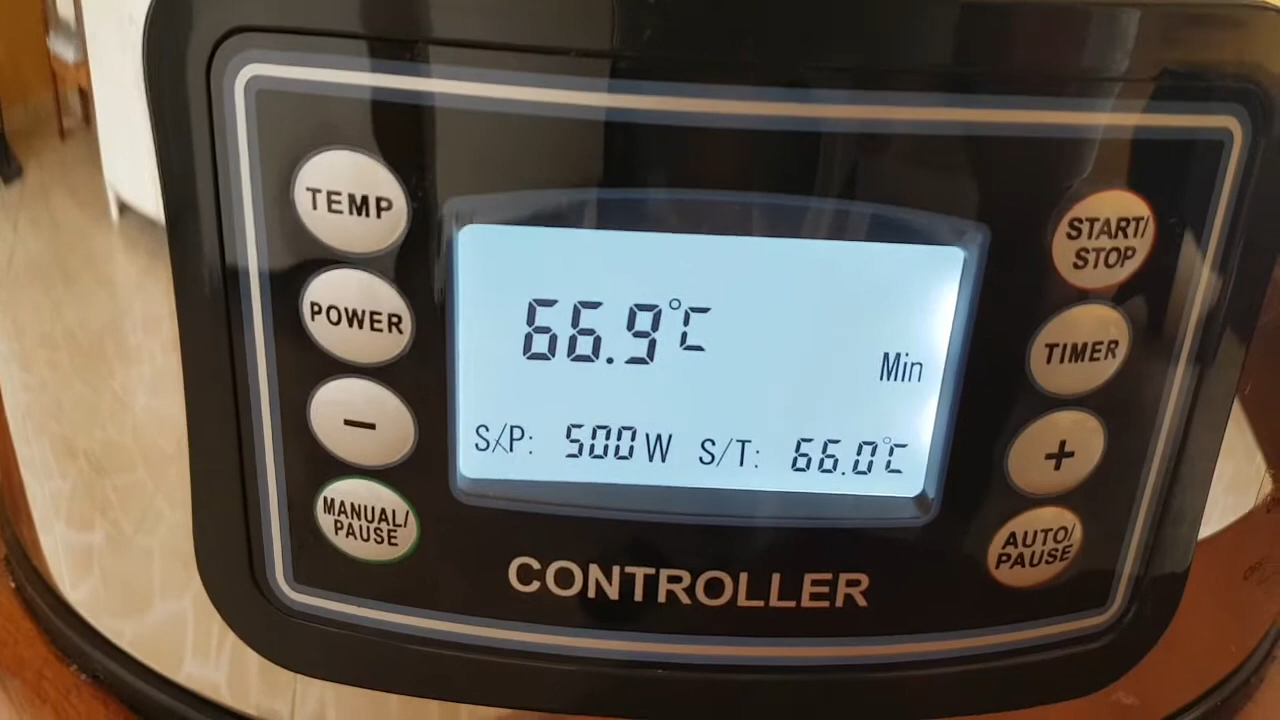 TEMP
POWER
−
MANUAL/
PAUSE
66.9°C
Min
S/P: 500W S/T: 66.0°C
START/
STOP
TIMER
+
AUTO/
PAUSE
CONTROLLER